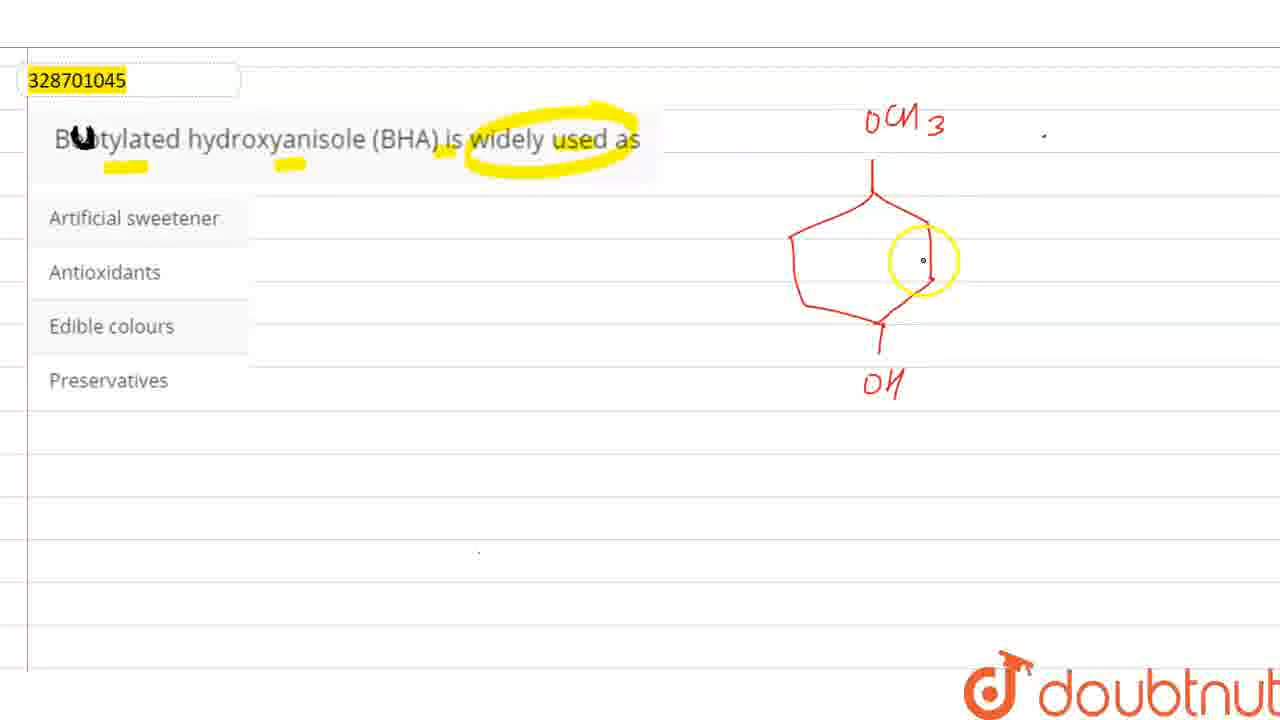 328701045
Butylated hydroxyanisole (BHA) is widely used as
Artificial sweetener
Antioxidants
Edible colours
Preservatives
OCH3
OH
doubtnut